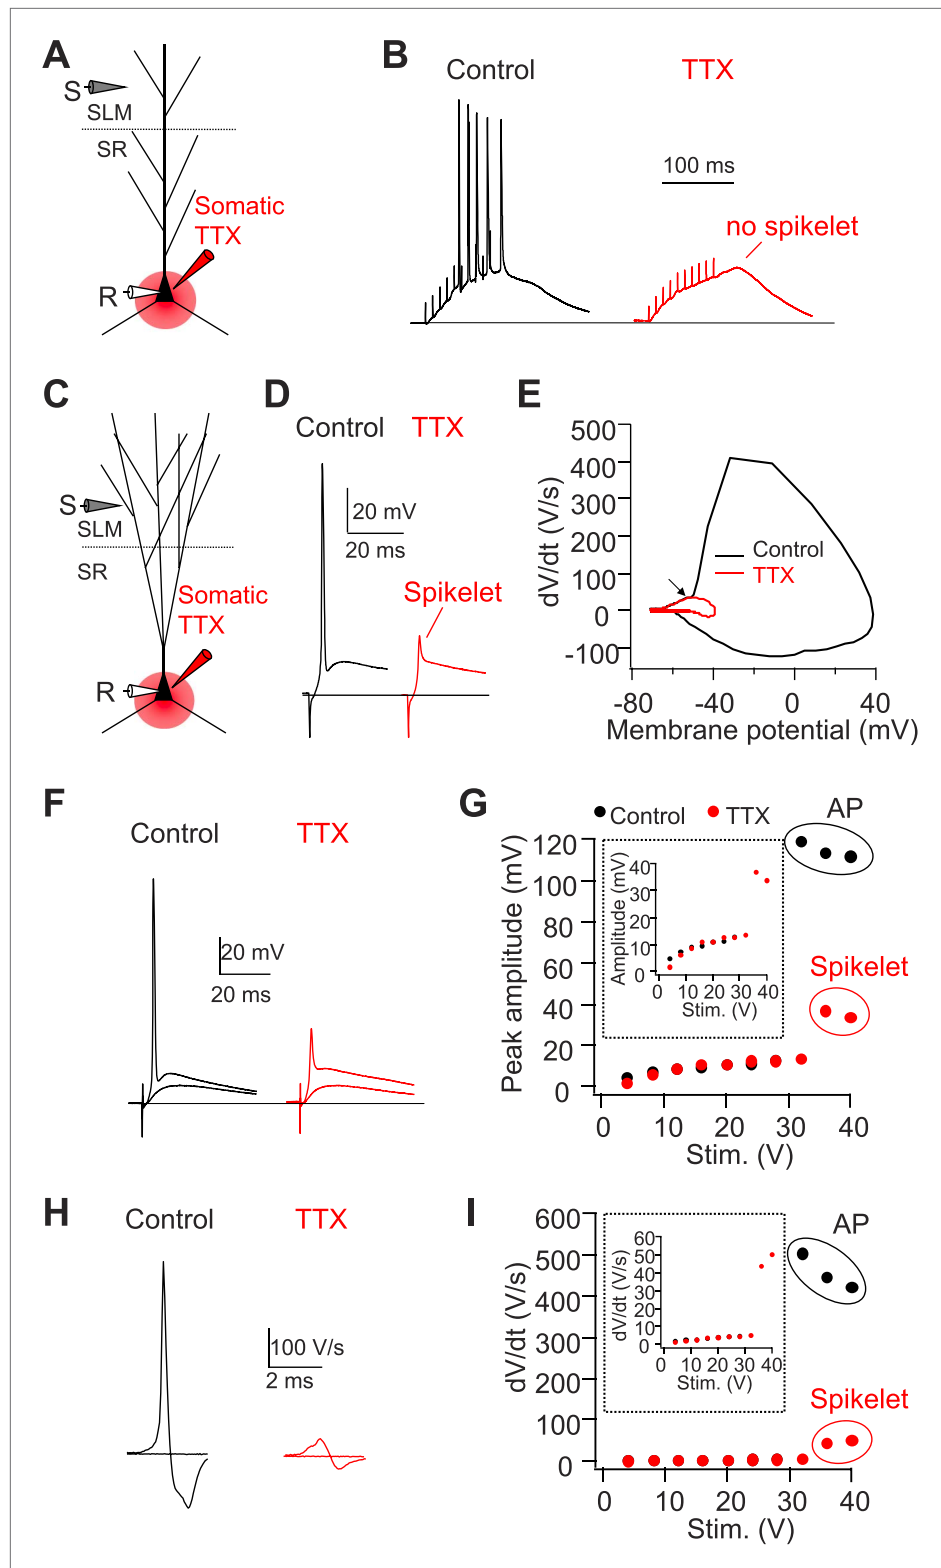 A
S
SLM
SR
Somatic
TTX
R
B
Control
TTX
100 ms
no spikelet
C
S
SLM
SR
Somatic
TTX
R
D
Control
TTX
20 mV
20 ms
Spikelet
E
500
400
300
200
100
0
-100
dV/dt (V/s)
Control
TTX
-80
-40
0
40
Membrane potential (mV)
F
Control
TTX
20 mV
20 ms
G
Control
TTX
AP
120
100
80
60
40
20
0
Peak amplitude (mV)
40
30
20
10
0
Amplitude (mV)
0
10
20
30
40
Stim. (V)
Spikelet
0
10
20
30
40
Stim. (V)
H
Control
TTX
100 V/s
2 ms
I
AP
600
500
400
300
200
100
0
dV/dt (V/s)
60
50
40
30
20
10
0
dV/dt (V/s)
0
10
20
30
40
Stim. (V)
Spikelet
0
10
20
30
40
Stim. (V)